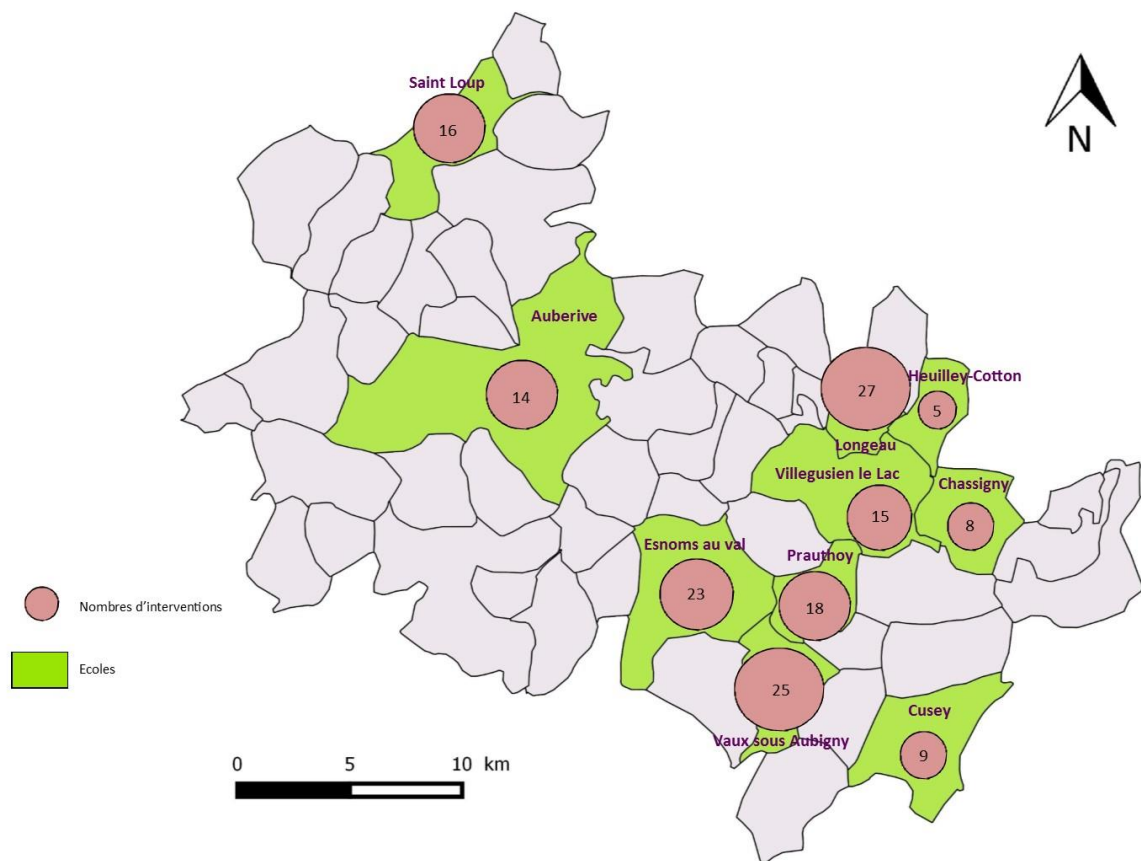 Saint Loup
16
N
Auberive
14
27
Heuilley-Cotton
5
Longeau
Villegusien le Lac
Chassigny
15
8
Esnoms au val
Prauthoy
23
18
25
Vaux sous Aubigny
Cusey
9
Nombres d'interventions
Ecoles
0 5 10 km